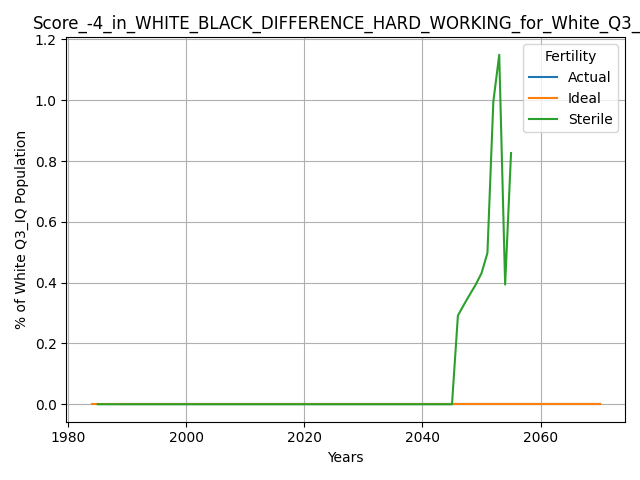 Score_-4_in_WHITE_BLACK_DIFFERENCE_HARD_WORKING_for_White_Q3_
1.2
1.0
0.8
0.6
0.4
0.2
0.0
% of White Q3_IQ Population
Fertility
Actual
Ideal
Sterile
1980
2000
2020
2040
2060
Years